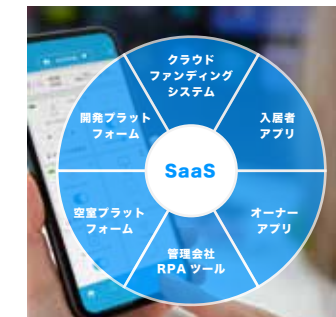 クラウド
ファンディング
システム
入居者
アプリ
オーナー
アプリ
管理会社
RPA ツール
空室プラット
フォーム
開発プラット
フォーム
SaaS